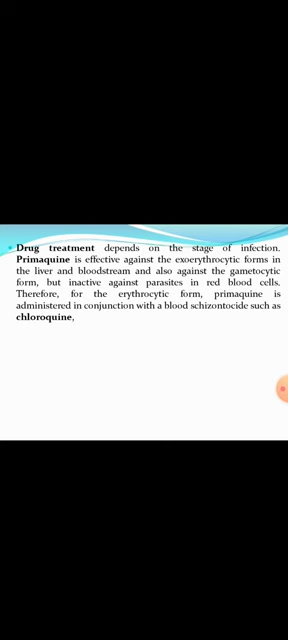 • Drug treatment depends on the stage of infection.
Primaquine is effective against the exoerythrocytic forms in
the liver and bloodstream and also against the gametocytic
form, but inactive against parasites in red blood cells.
Therefore, for the erythrocytic form, primaquine is
administered in conjunction with a blood schizontocide such as
chloroquine,